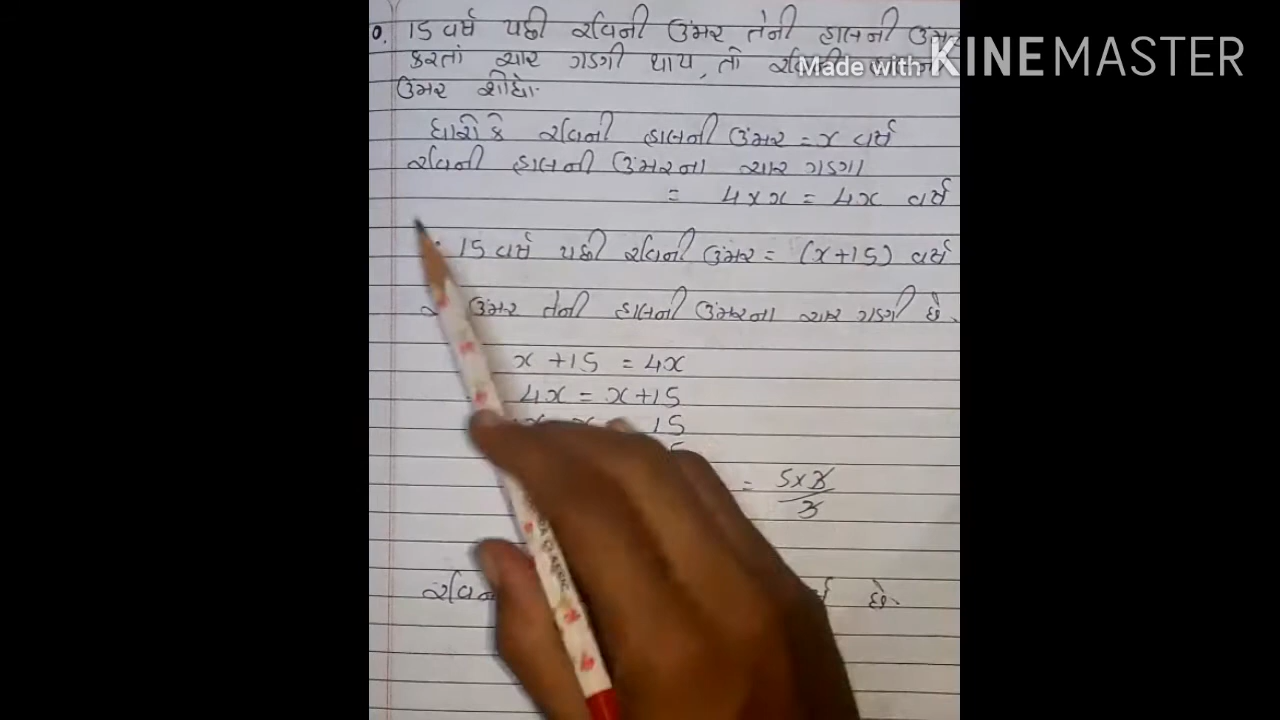 0. 15 વર્ષ પછી રવિની ઉંમર તેની હાલની ઉંમર
કરતાં ચાર ગણી થાય, તો
Made with KINEMASTER
ઉંમર શોધો.
ધારો કે રવિની હાલની ઉંમર = x વર્ષ
રવિની હાલની ઉંમરના ચાર ગણા
= 4 × x = 4x વર્ષ
15 વર્ષ પછી રવિની ઉંમર = (x + 15) વર્ષ
ઉંમર તેની હાલની ઉંમરના ચાર ગણી છે.
x + 15 = 4x
4x = x + 15
15
= 5 × 3 / 3
છે.